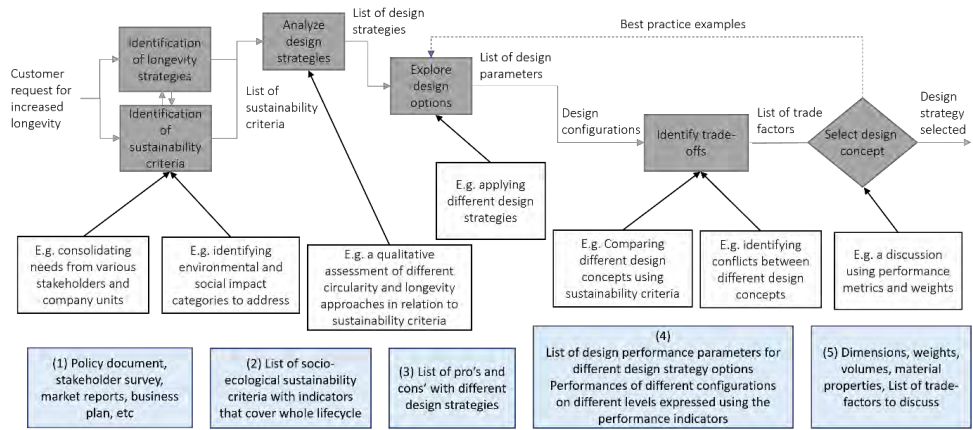 Customer
request for
increased
longevity
Identification
of longevity
strategies
Identification
of
sustainability
criteria
List of
sustainability
criteria
Analyze
design
strategies
List of design
strategies
Explore
design
options
Best practice examples
List of design
parameters
Design
configurations
Identify trade-
offs
List of trade
factors
Select design
concept
Design
strategy
selected
E.g. consolidating
needs from various
stakeholders and
company units
E.g. identifying
environmental and
social impact
categories to address
E.g. a qualitative
assessment of different
circularity and longevity
approaches in relation to
sustainability criteria
E.g. applying
different design
strategies
E.g. Comparing
different design
concepts using
sustainability criteria
E.g. identifying
conflicts between
different design
concepts
E.g. a discussion
using performance
metrics and weights
(1) Policy document,
stakeholder survey,
market reports, business
plan, etc
(2) List of socio-
ecological sustainability
criteria with indicators
that cover whole lifecycle
(3) List of pro's and
cons' with different
design strategies
(4)
List of design performance parameters for
different design strategy options
Performances of different configurations
on different levels expressed using the
performance indicators
(5) Dimensions, weights,
volumes, material
properties, List of trade-
factors to discuss